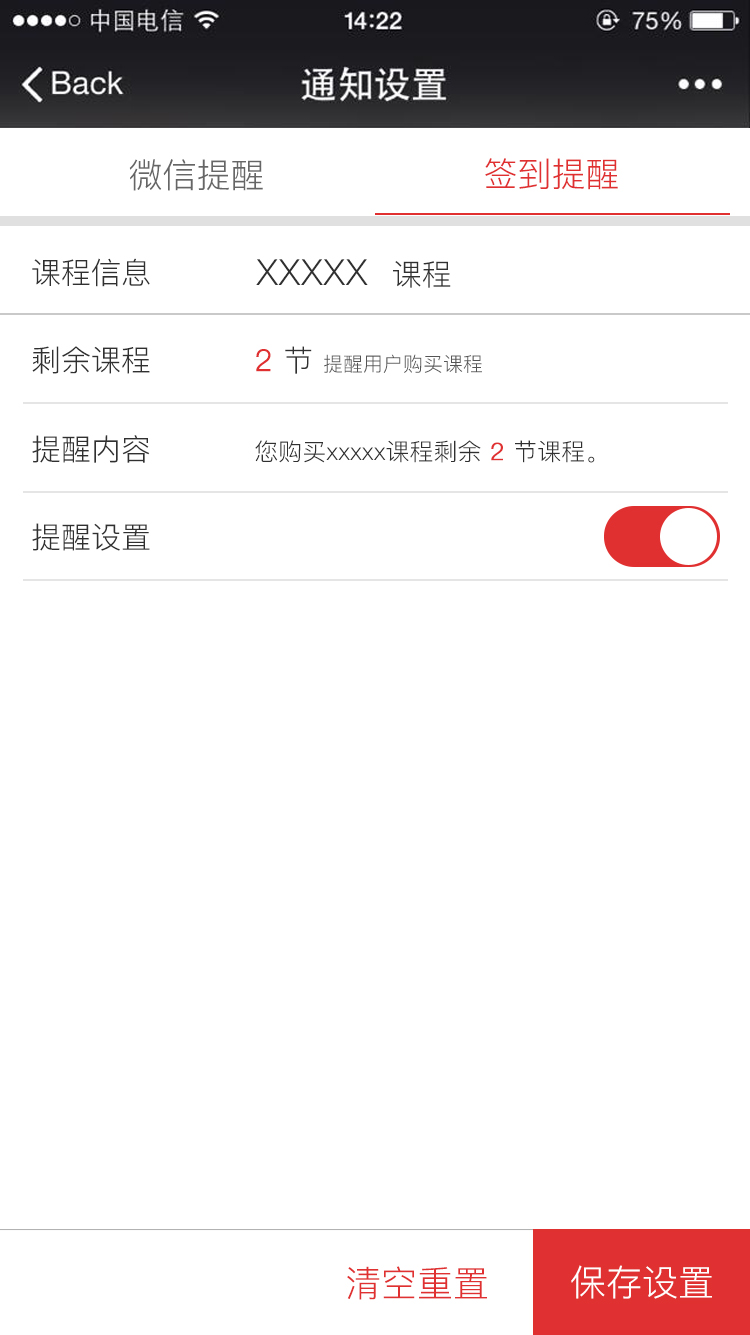 中国电信 14:22 75%
Back 通知设置
微信提醒 签到提醒
课程信息 XXXXX 课程
剩余课程 2 节 提醒用户购买课程
提醒内容 您购买xxxxx课程剩余 2 节课程。
提醒设置
清空重置 保存设置